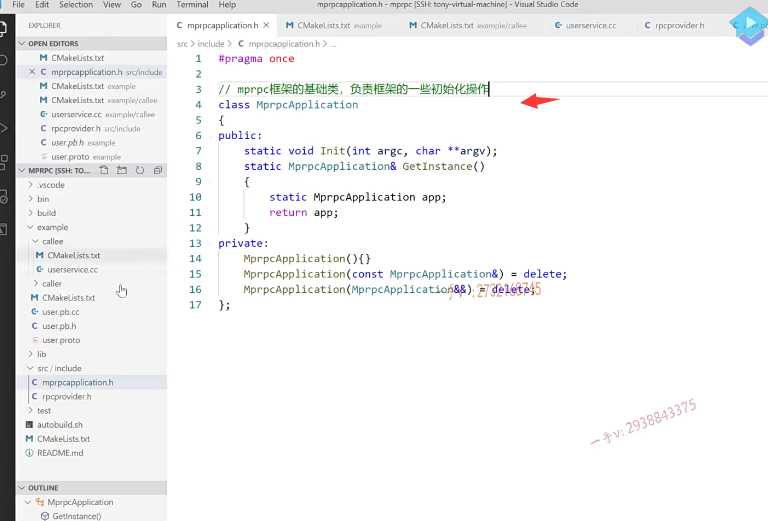 File Edit Selection View Go Run Terminal Help mprpcapplication.h - mprpc [SSH: tony-virtual-machine] - Visual Studio Code
EXPLORER
OPEN EDITORS
CMakeLists.txt
mprpcapplication.h src/include
CMakeLists.txt example
CMakeLists.txt example/callee
userservice.cc example/callee
rpcprovider.h src/include
user.pb.h example
user.proto example
MPRPC [SSH: TO...
.vscode
bin
build
example
callee
CMakeLists.txt
userservice.cc
caller
CMakeLists.txt
user.pb.cc
user.pb.h
user.proto
lib
src / include
mprpcapplication.h
rpcprovider.h
test
autobuild.sh
CMakeLists.txt
README.md
OUTLINE
MprpcApplication
GetInstance()
mprpcapplication.h CMakeLists.txt example CMakeLists.txt example/callee userservice.cc rpcprovider.h
src > include > mprpcapplication.h > ...
1 #pragma once
2
3 // mprpc框架的基础类，负责框架的一些初始化操作
4 class MprpcApplication
5 {
6 public:
7 static void Init(int argc, char **argv);
8 static MprpcApplication& GetInstance()
9 {
10 static MprpcApplication app;
11 return app;
12 }
13 private:
14 MprpcApplication(){}
15 MprpcApplication(const MprpcApplication&) = delete;
16 MprpcApplication(MprpcApplication&&) = delete;
17 };
一手v: 2938843375